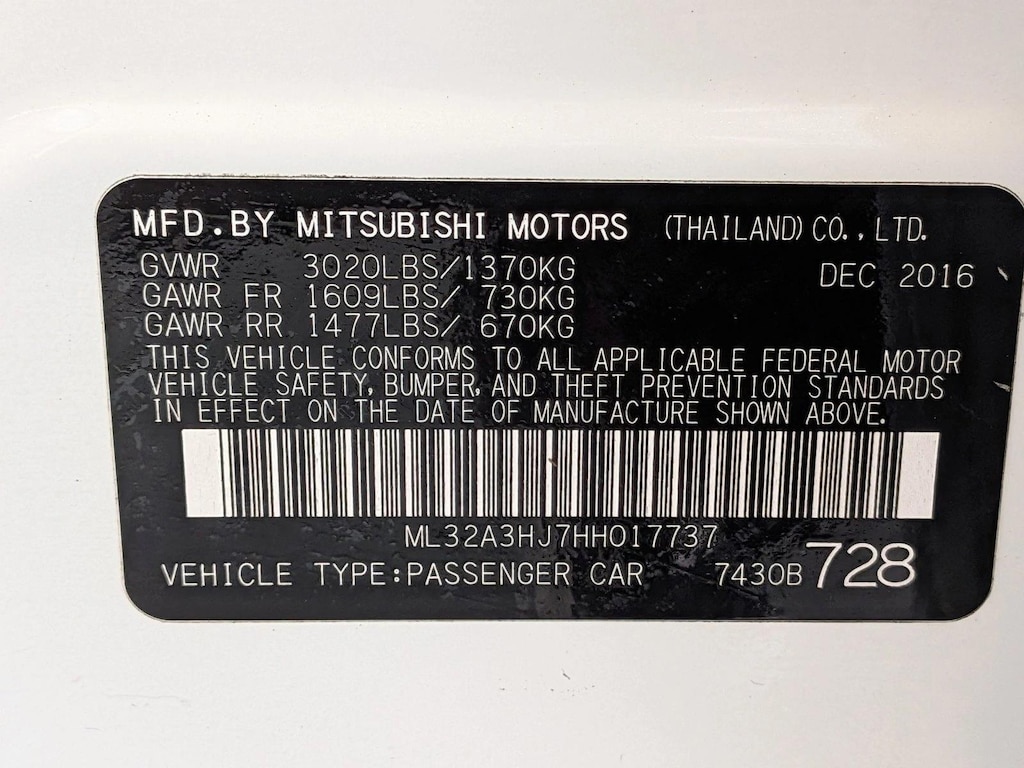 MFD.BY MITSUBISHI MOTORS (THAILAND) CO., LTD.
GVWR 3020LBS/1370KG DEC 2016
GAWR FR 1609LBS/ 730KG
GAWR RR 1477LBS/ 670KG
THIS VEHICLE CONFORMS TO ALL APPLICABLE FEDERAL MOTOR
VEHICLE SAFETY, BUMPER, AND THEFT PREVENTION STANDARDS
IN EFFECT ON THE DATE OF MANUFACTURE SHOWN ABOVE.
ML32A3HJ7HH017737
VEHICLE TYPE:PASSENGER CAR 7430B 728